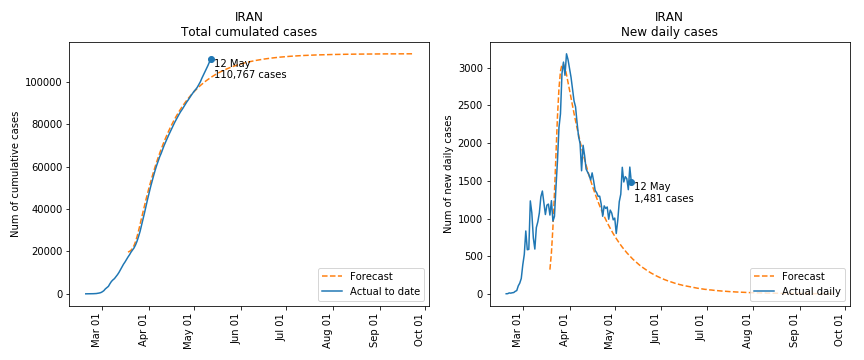 IRAN
Total cumulated cases
Num of cumulative cases
100000
80000
60000
40000
20000
0
12 May
110,767 cases
Forecast
Actual to date
Mar 01
Apr 01
May 01
Jun 01
Jul 01
Aug 01
Sep 01
Oct 01
IRAN
New daily cases
Num of new daily cases
3000
2500
2000
1500
1000
500
0
12 May
1,481 cases
Forecast
Actual daily
Mar 01
Apr 01
May 01
Jun 01
Jul 01
Aug 01
Sep 01
Oct 01